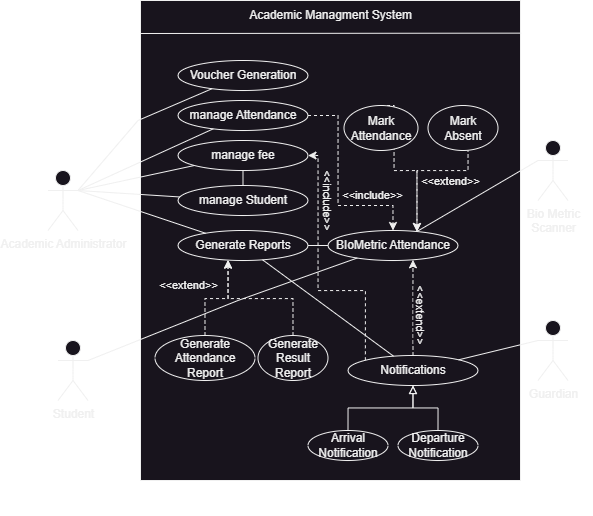 Academic Managment System
Voucher Generation
manage Attendance
Mark
Attendance
Mark
Absent
manage fee
<<extend>>
<<include>>
<<include>>
manage Student
Academic Administrator
Bio Metric
Scanner
Generate Reports
BIoMetric Attendance
<<extend>>
<<extend>>
Generate
Attendance
Report
Generate
Result
Report
Notifications
Student
Guardian
Arrival
Notification
Departure
Notification